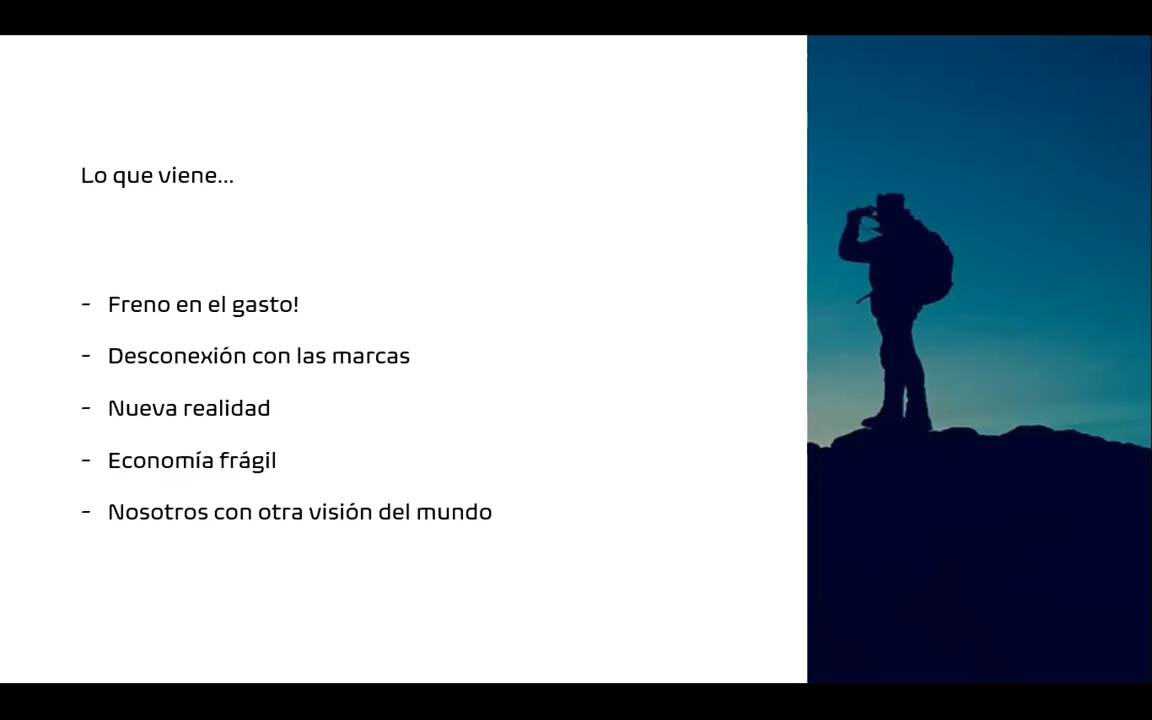 Lo que viene...
- Freno en el gasto!
- Desconexión con las marcas
- Nueva realidad
- Economía frágil
- Nosotros con otra visión del mundo